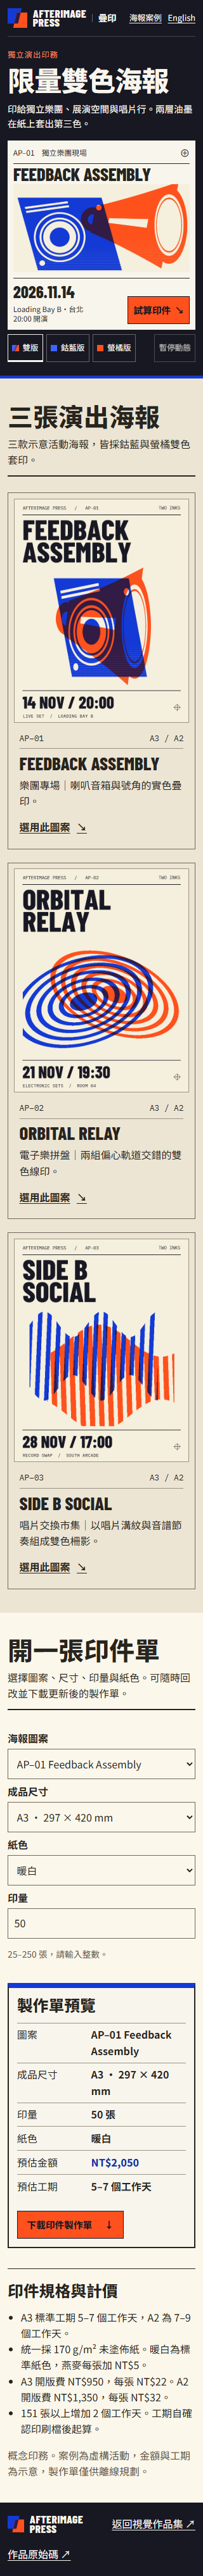 AFTERIMAGE PRESS
疊印
海報案例
English
獨立演出印務
限量雙色海報
印給獨立樂團、展演空間與唱片行。兩層油墨
在紙上套出第三色。
AP–01 獨立樂團現場
FEEDBACK ASSEMBLY
2026.11.14
Loading Bay B・台北
20:00 開演
試算印件 ↘
雙版
鈷藍版
螢橘版
暫停動態
三張演出海報
三款示意活動海報，皆採鈷藍與螢橘雙色
套印。
AFTERIMAGE PRESS / AP-01 TWO INKS
FEEDBACK
ASSEMBLY
14 NOV / 20:00
LIVE SET / LOADING BAY B
AP–01 A3 / A2
FEEDBACK ASSEMBLY
樂團專場｜喇叭音箱與號角的實色疊
印。
選用此圖案 ↘
AFTERIMAGE PRESS / AP-02 TWO INKS
ORBITAL
RELAY
21 NOV / 19:30
ELECTRONIC SETS / ROOM 04
AP–02 A3 / A2
ORBITAL RELAY
電子樂拼盤｜兩組偏心軌道交錯的雙
色線印。
選用此圖案 ↘
AFTERIMAGE PRESS / AP-03 TWO INKS
SIDE B
SOCIAL
28 NOV / 17:00
RECORD SWAP / SOUTH ARCADE
AP–03 A3 / A2
SIDE B SOCIAL
唱片交換市集｜以唱片溝紋與音譜節
奏組成雙色柵影。
選用此圖案 ↘
開一張印件單
選擇圖案、尺寸、印量與紙色。可隨時回
改並下載更新後的製作單。
海報圖案
AP–01 Feedback Assembly
成品尺寸
A3 · 297 × 420 mm
紙色
暖白
印量
50
25–250 張，請輸入整數。
製作單預覽
圖案 AP–01 Feedback
Assembly
成品尺寸 A3 · 297 × 420
mm
印量 50 張
紙色 暖白
預估金額 NT$2,050
預估工期 5–7 個工作天
下載印件製作單 ↓
印件規格與計價
A3 標準工期 5–7 個工作天，A2 為 7–9
個工作天。
統一採 170 g/m² 未塗佈紙。暖白為標
準紙色，燕麥每張加 NT$5。
A3 開版費 NT$950，每張 NT$22。A2
開版費 NT$1,350，每張 NT$32。
151 張以上增加 2 個工作天。工期自確
認印刷檔後起算。
概念印務。案例為虛構活動，金額與工期
為示意，製作單僅供離線規劃。
AFTERIMAGE
PRESS
返回視覺作品集 ↗
作品原始碼 ↗